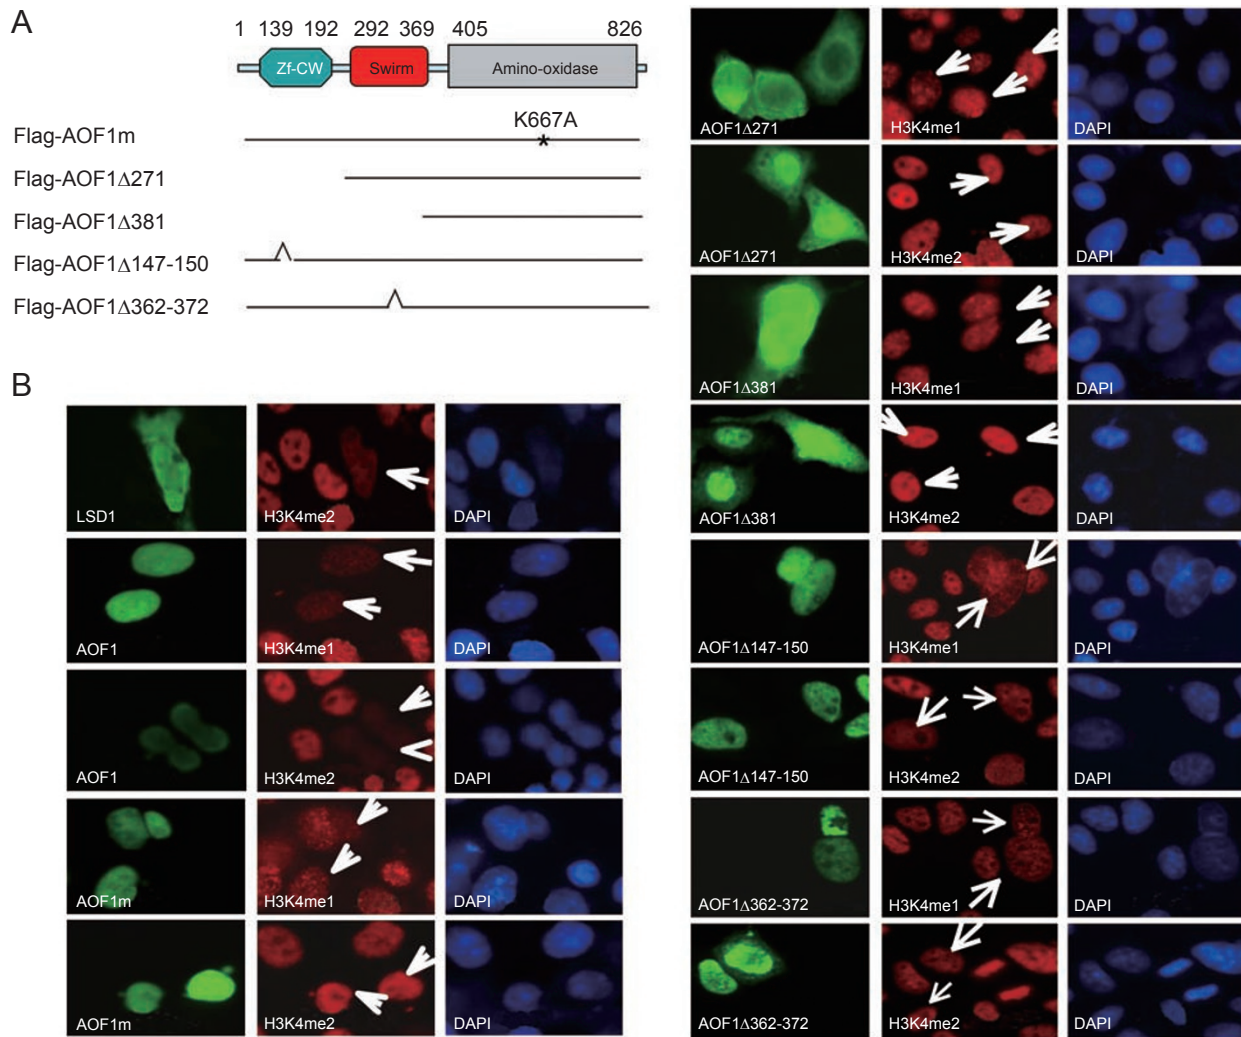 A
1 139 192 292 369 405 826
Zf-CW Swirm Amino-oxidase
K667A
Flag-AOF1m *
Flag-AOF1Δ271
Flag-AOF1Δ381
Flag-AOF1Δ147-150
Flag-AOF1Δ362-372
B
LSD1 H3K4me2 DAPI
AOF1 H3K4me1 DAPI
AOF1 H3K4me2 DAPI
AOF1m H3K4me1 DAPI
AOF1m H3K4me2 DAPI
AOF1Δ271 H3K4me1 DAPI
AOF1Δ271 H3K4me2 DAPI
AOF1Δ381 H3K4me1 DAPI
AOF1Δ381 H3K4me2 DAPI
AOF1Δ147-150 H3K4me1 DAPI
AOF1Δ147-150 H3K4me2 DAPI
AOF1Δ362-372 H3K4me1 DAPI
AOF1Δ362-372 H3K4me2 DAPI